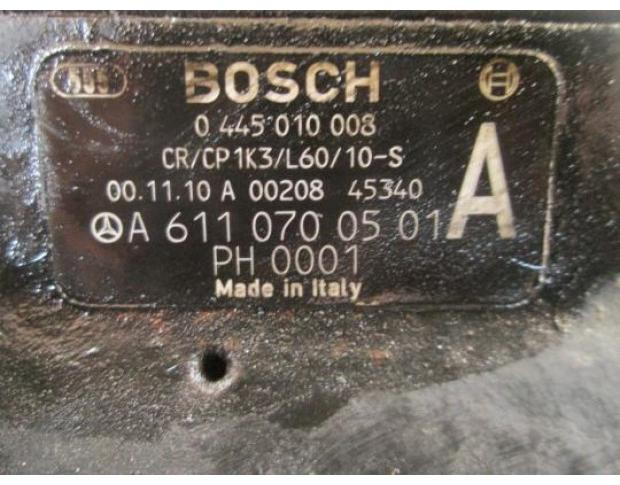 BOSCH
0 445 010 008
CR/CP1K3/L60/10-S
00.11.10 A 00208 45340
A 611 070 05 01 A
PH 0001
Made in Italy